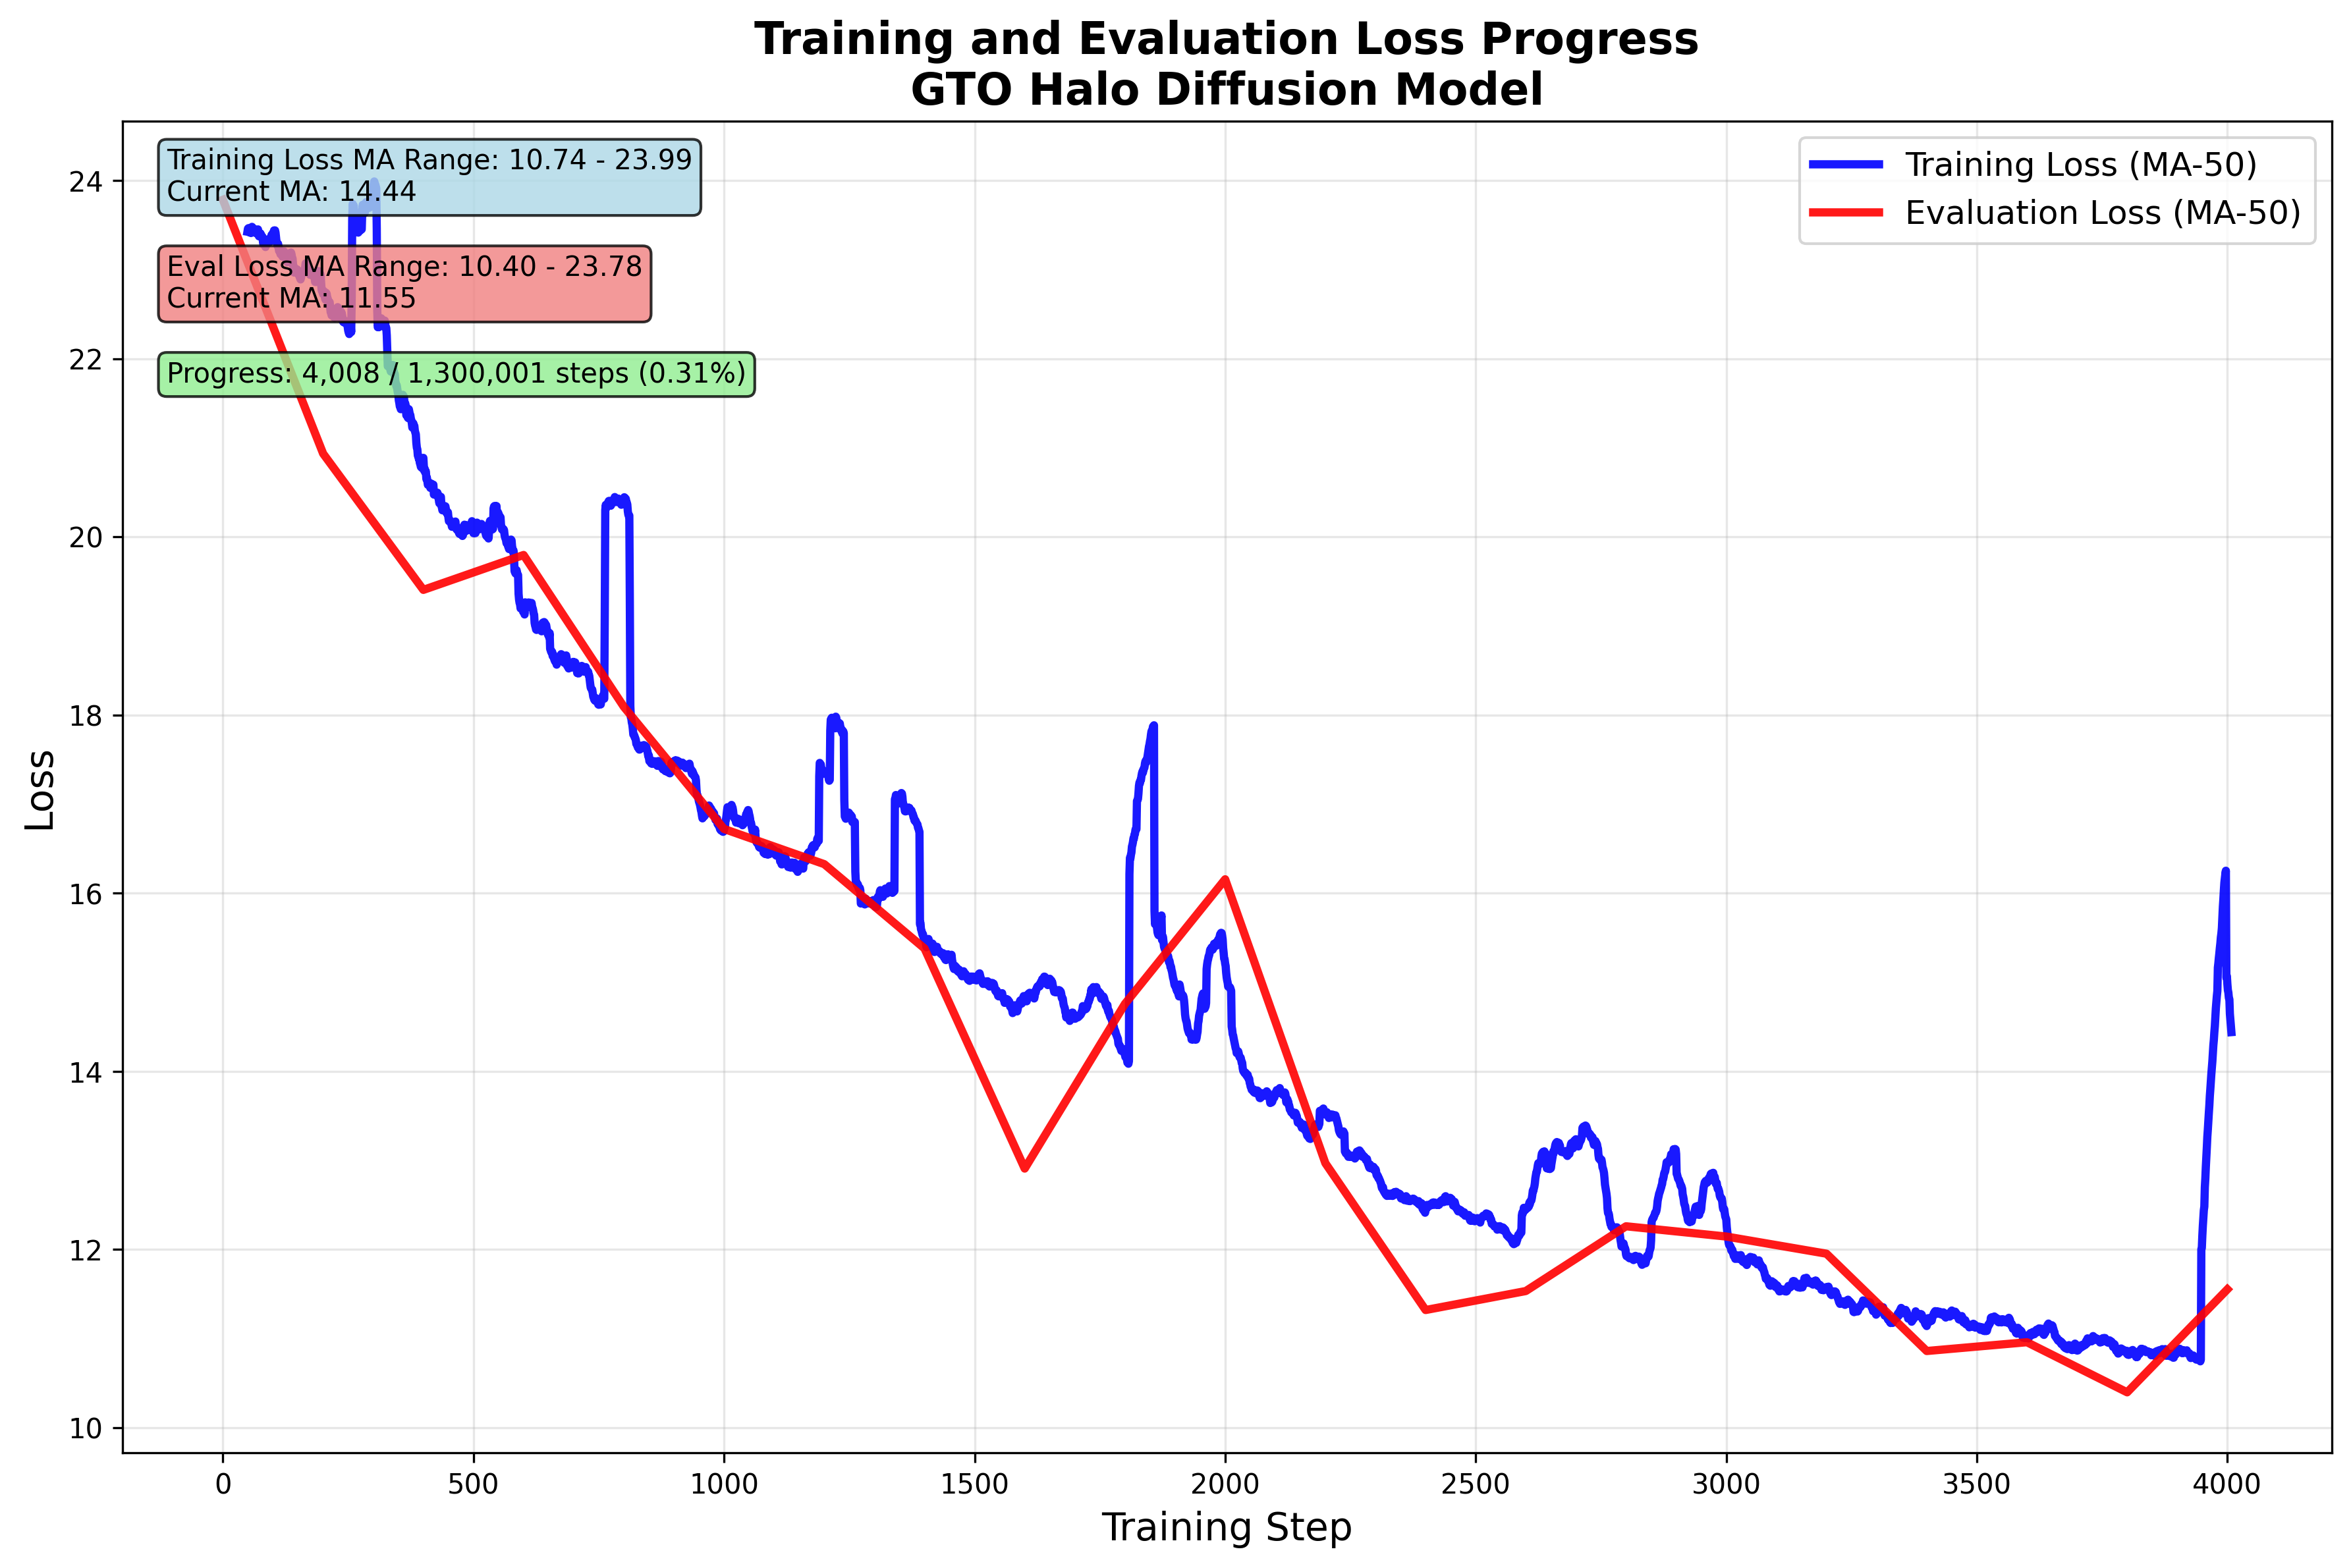 Training and Evaluation Loss Progress
GTO Halo Diffusion Model
Training Loss MA Range: 10.74 - 23.99
Current MA: 14.44
Eval Loss MA Range: 10.40 - 23.78
Current MA: 11.55
Progress: 4,008 / 1,300,001 steps (0.31%)
Training Loss (MA-50)
Evaluation Loss (MA-50)
Loss
24
22
20
18
16
14
12
10
0 500 1000 1500 2000 2500 3000 3500 4000
Training Step